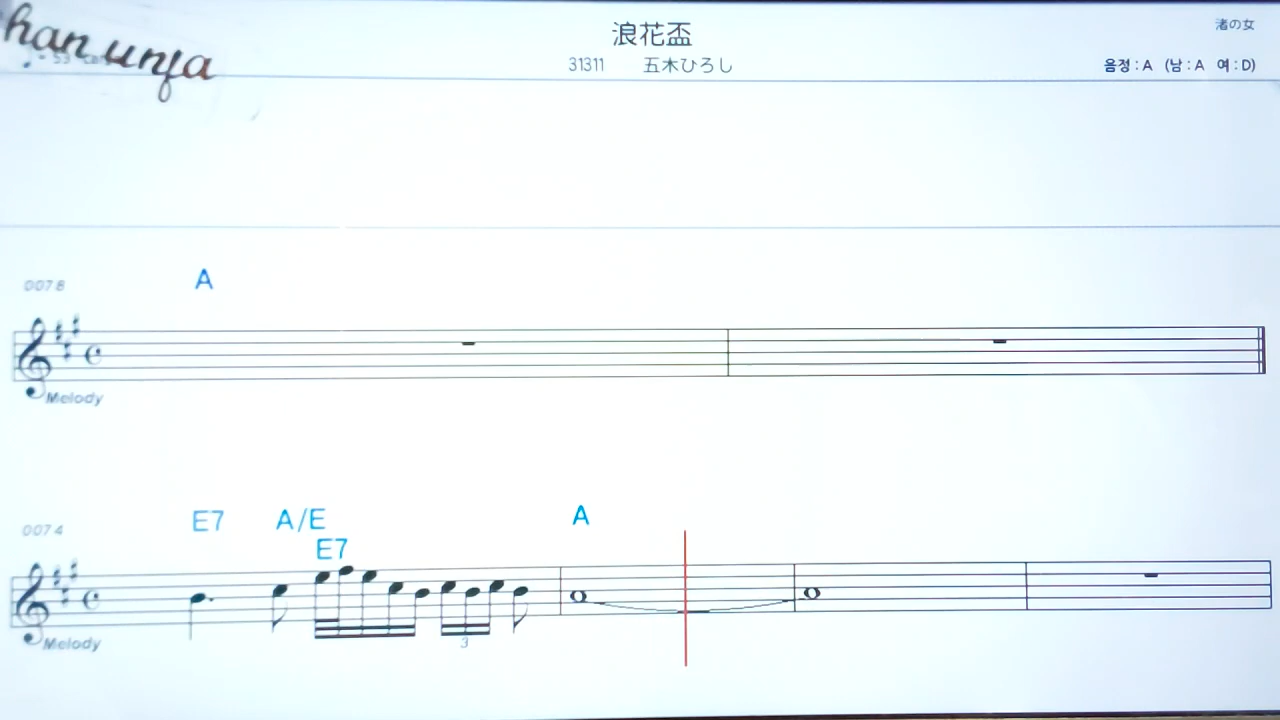 han unja
浪花盃
渚の女
31311 五木ひろし
음정 : A (남 : A 여 : D)
0078
A
Melody
0074
E7 A/E
E7
A
Melody
3